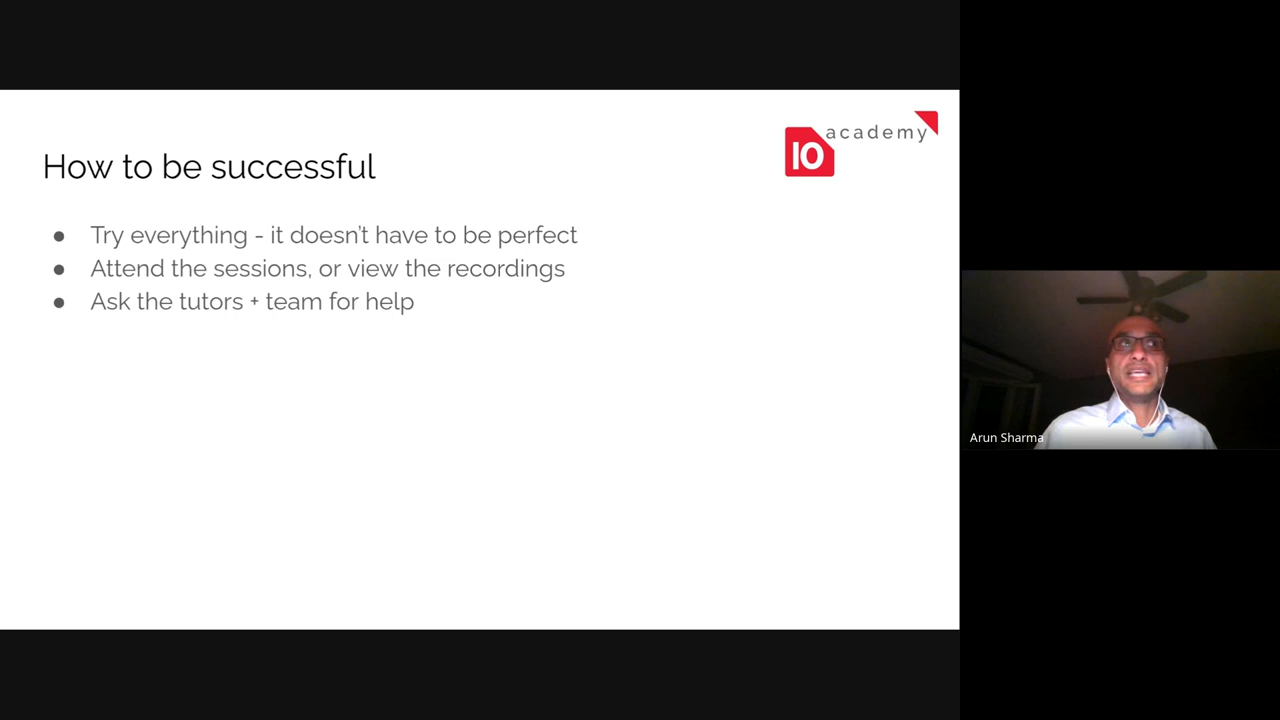 academy
10
How to be successful
● Try everything - it doesn't have to be perfect
● Attend the sessions, or view the recordings
● Ask the tutors + team for help
Arun Sharma